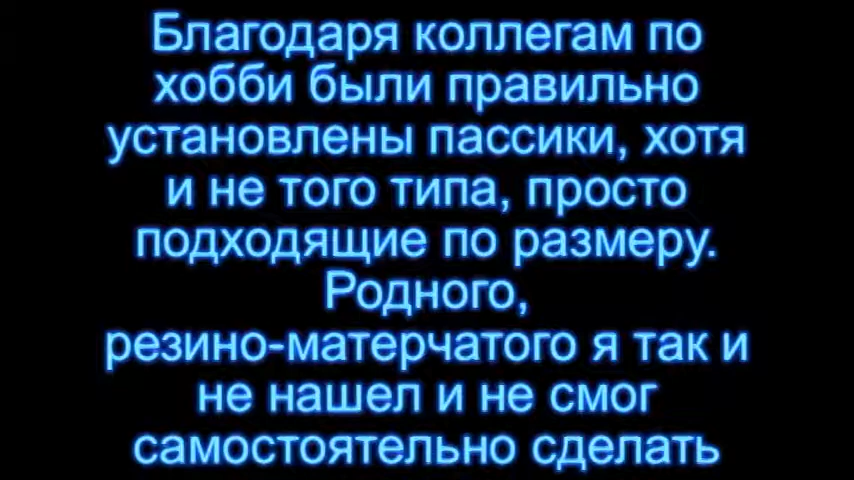 Благодаря коллегам по
хобби были правильно
установлены пассики, хотя
и не того типа, просто
подходящие по размеру.
Родного,
резино-матерчатого я так и
не нашел и не смог
самостоятельно сделать